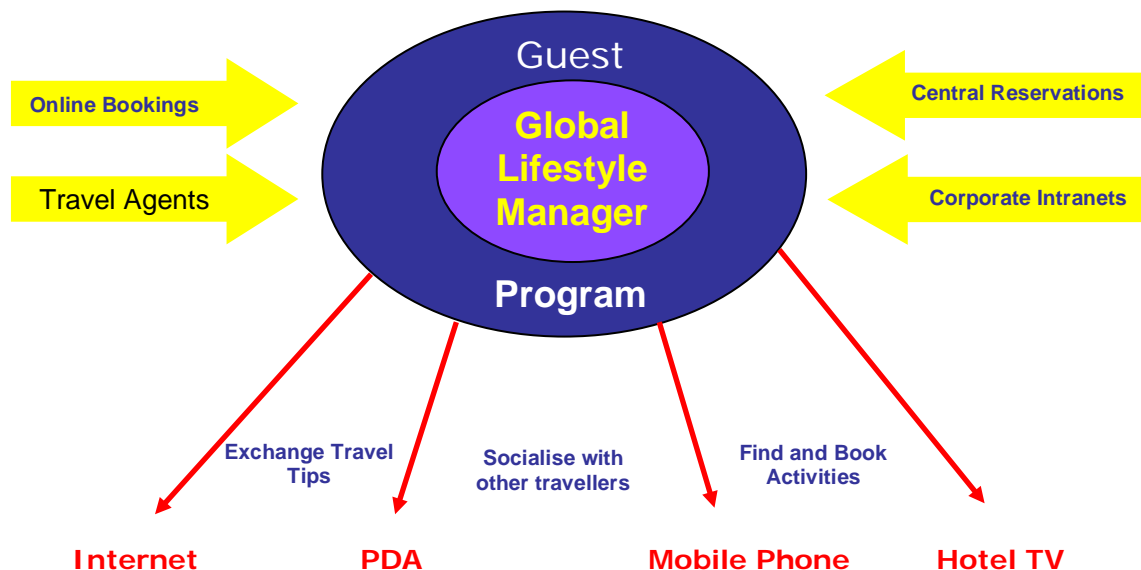 Guest
Online Bookings
Central Reservations
Global
Lifestyle
Manager
Travel Agents
Corporate Intranets
Program
Exchange Travel
Tips
Socialise with
other travellers
Find and Book
Activities
Internet
PDA
Mobile Phone
Hotel TV